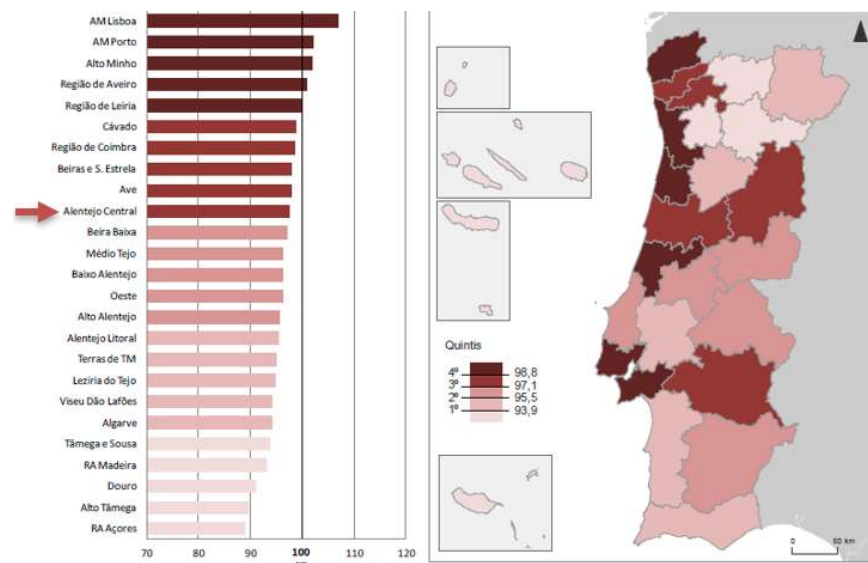 AM Lisboa
AM Porto
Alto Minho
Região de Aveiro
Região de Leiria
Cávado
Região de Coimbra
Beiras e S. Estrela
Ave
Alentejo Central
Beira Baixa
Médio Tejo
Baixo Alentejo
Oeste
Alto Alentejo
Alentejo Litoral
Terras de TM
Lezíria do Tejo
Viseu Dão Lafões
Algarve
Tâmega e Sousa
RA Madeira
Douro
Alto Tâmega
RA Açores
70 80 90 100 110 120
Quintis
4º 98,8
3º 97,1
2º 95,5
1º 93,9
0 50 km